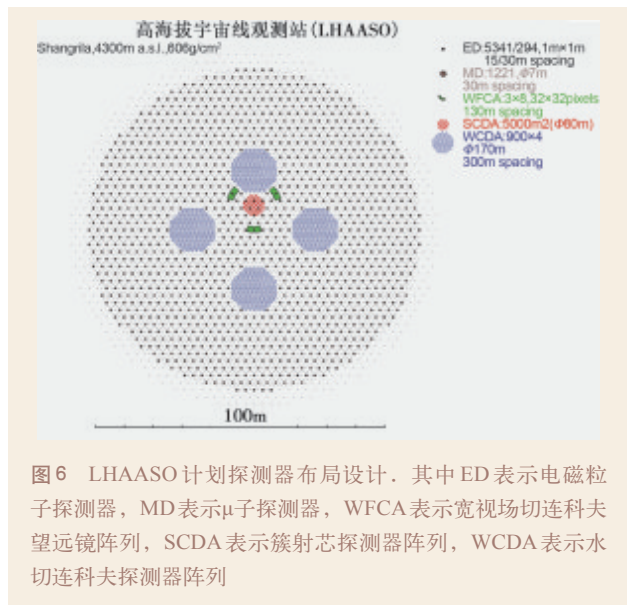 高海拔宇宙线观测站(LHAASO)
Shangrila,4300m a.s.l.,606g/cm²
ED:5341/294,1m×1m
15/30m spacing
MD:1221,Φ7m
30m spacing
WFCA:3×8,32×32pixels
130m spacing
SCDA:5000m2(Φ80m)
WCDA:900×4
Φ170m
300m spacing
100m
图6 LHAASO计划探测器布局设计．其中ED表示电磁粒
子探测器，MD表示μ子探测器，WFCA表示宽视场切连科夫
望远镜阵列，SCDA表示簇射芯探测器阵列，WCDA表示水
切连科夫探测器阵列